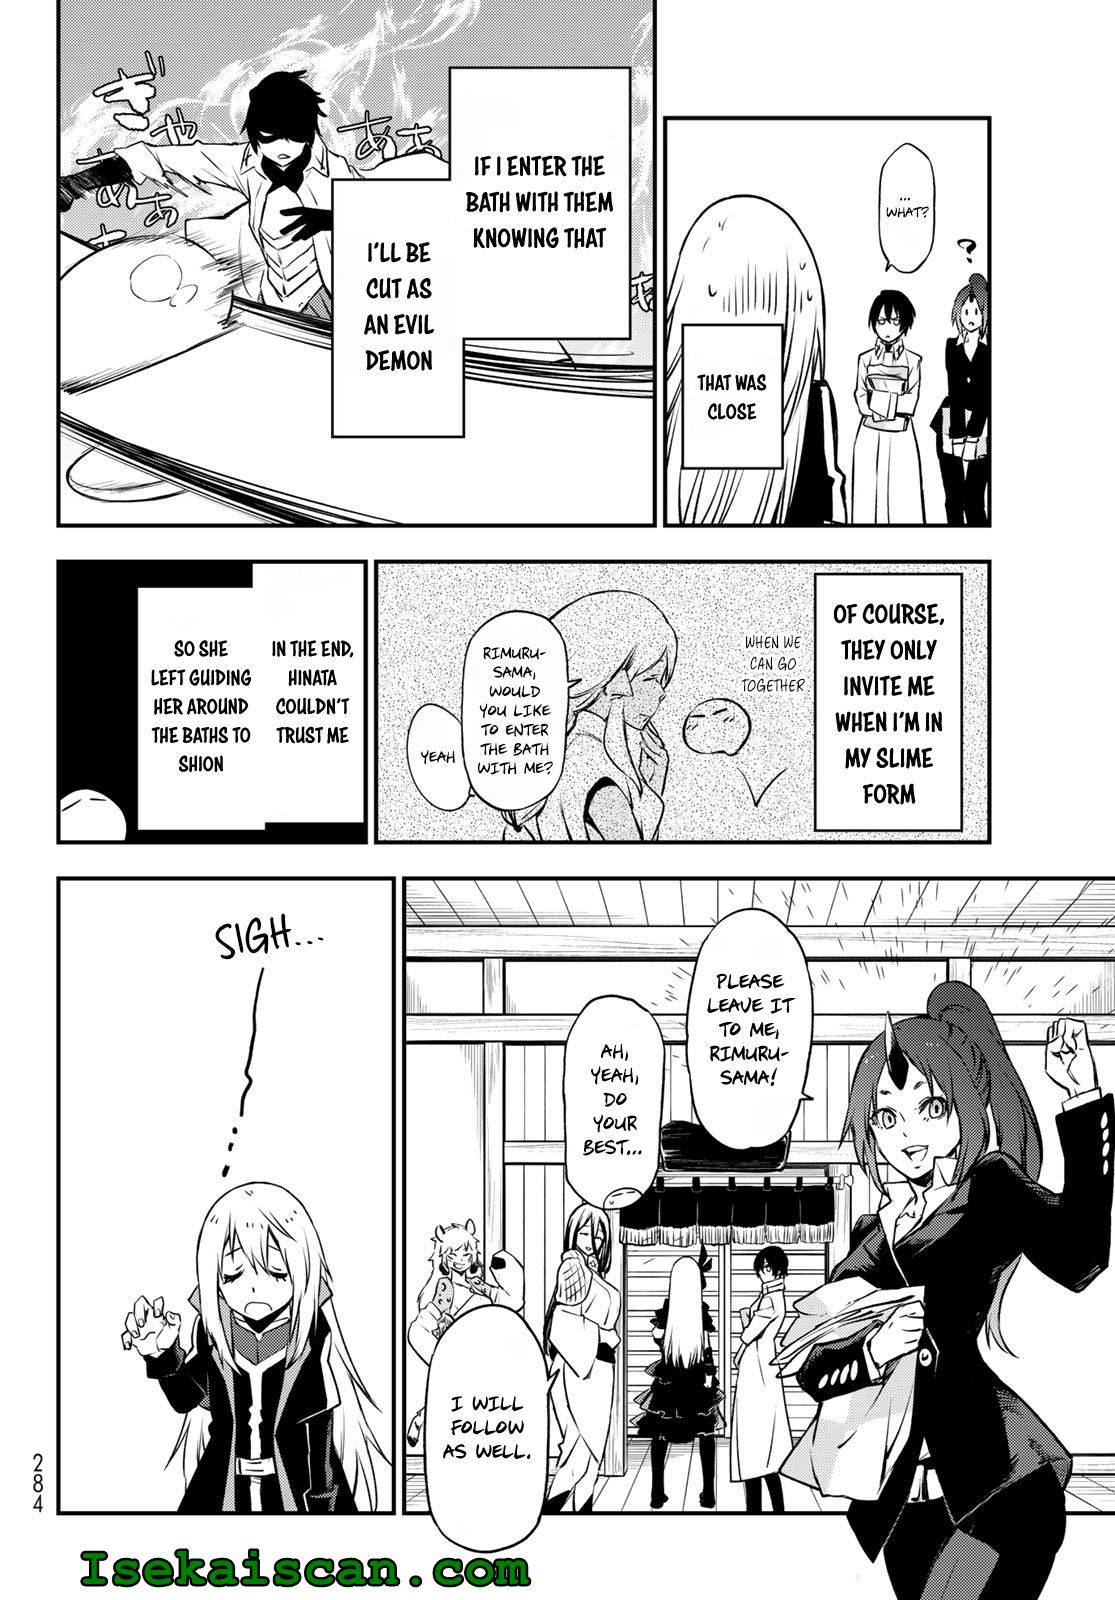 ...
WHAT?
?
THAT WAS
CLOSE
IF I ENTER THE
BATH WITH THEM
KNOWING THAT
I'LL BE
CUT AS
AN EVIL
DEMON
OF COURSE,
THEY ONLY
INVITE ME
WHEN I'M IN
MY SLIME
FORM
WHEN WE
CAN GO
TOGETHER
RIMURU-
SAMA,
WOULD
YOU LIKE
TO ENTER
THE BATH
WITH ME?
YEAH
IN THE END,
HINATA
COULDN'T
TRUST ME
SO SHE
LEFT GUIDING
HER AROUND
THE BATHS TO
SHION
PLEASE
LEAVE IT
TO ME,
RIMURU-
SAMA!
AH,
YEAH,
DO
YOUR
BEST...
I WILL
FOLLOW
AS WELL.
SIGH...
284
Isekaiscan.com